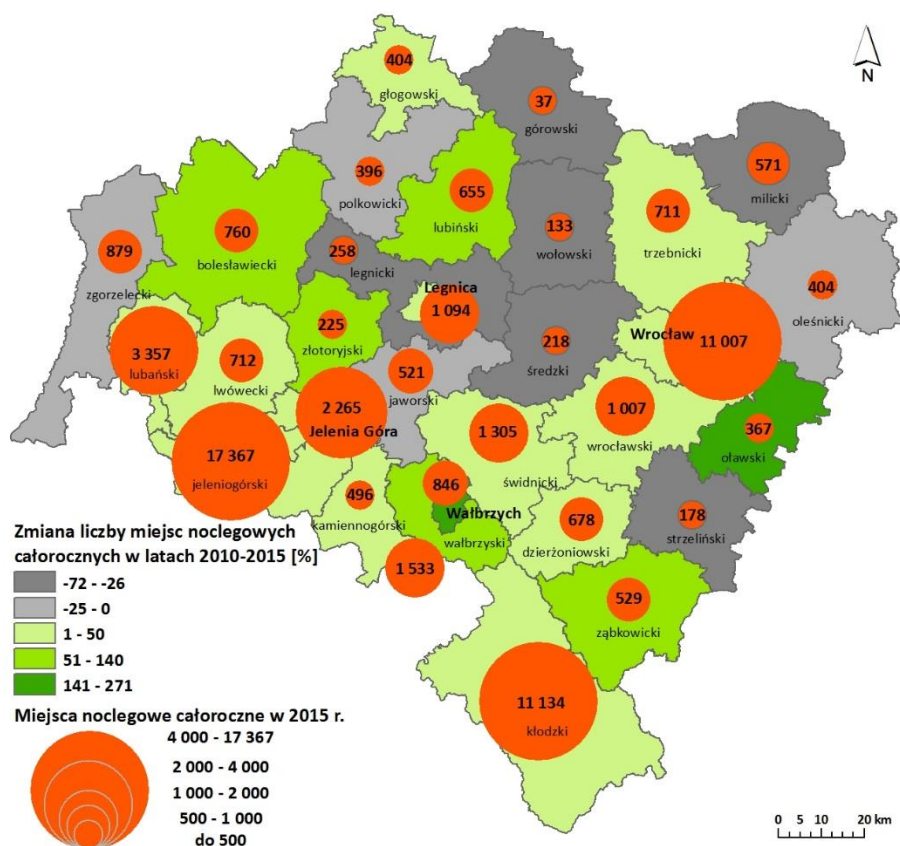 404
głogowski
N
37
górowski
571
milicki
396
polkowicki
655
lubiński
711
trzebnicki
133
wołowski
760
bolesławiecki
258
legnicki
879
zgorzelecki
404
oleśnicki
Legnica
1 094
225
złotoryjski
218
średzki
Wrocław
11 007
3 357
lubański
712
lwówecki
521
jaworski
2 265
Jelenia Góra
1 305
świdnicki
1 007
wrocławski
367
oławski
17 367
jeleniogórski
496
kamiennogórski
846
Wałbrzych
wałbrzyski
678
dzierżoniowski
178
strzeliński
1 533
529
ząbkowicki
11 134
kłodzki
Zmiana liczby miejsc noclegowych
całorocznych w latach 2010-2015 [%]
-72 - -26
-25 - 0
1 - 50
51 - 140
141 - 271
Miejsca noclegowe całoroczne w 2015 r.
4 000 - 17 367
2 000 - 4 000
1 000 - 2 000
500 - 1 000
do 500
0 5 10 20 km